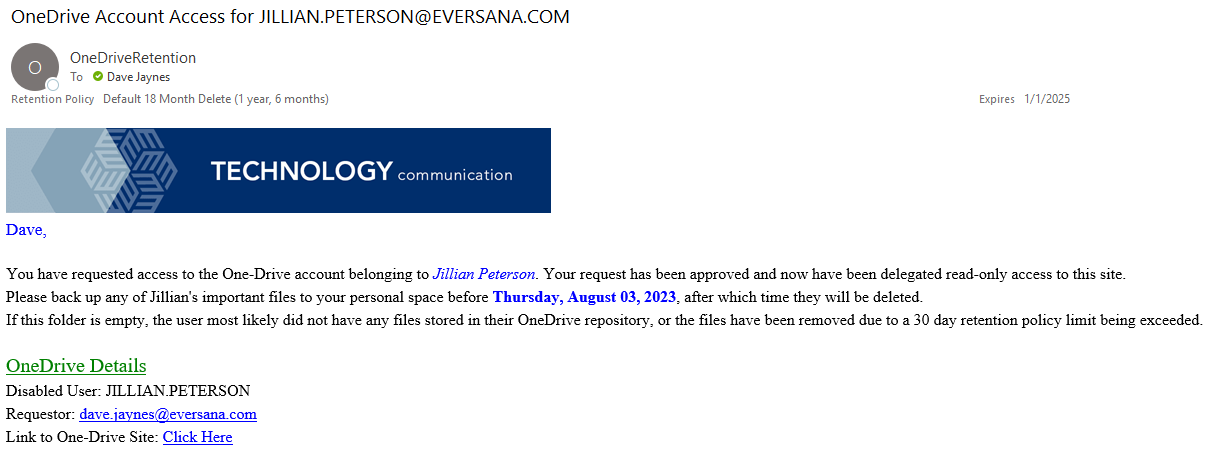 OneDrive Account Access for JILLIAN.PETERSON@EVERSANA.COM
O
OneDriveRetention
To Dave Jaynes
Retention Policy Default 18 Month Delete (1 year, 6 months) Expires 1/1/2025
TECHNOLOGY communication
Dave,
You have requested access to the One-Drive account belonging to Jillian Peterson. Your request has been approved and now have been delegated read-only access to this site.
Please back up any of Jillian's important files to your personal space before Thursday, August 03, 2023, after which time they will be deleted.
If this folder is empty, the user most likely did not have any files stored in their OneDrive repository, or the files have been removed due to a 30 day retention policy limit being exceeded.
OneDrive Details
Disabled User: JILLIAN.PETERSON
Requestor: dave.jaynes@eversana.com
Link to One-Drive Site: Click Here